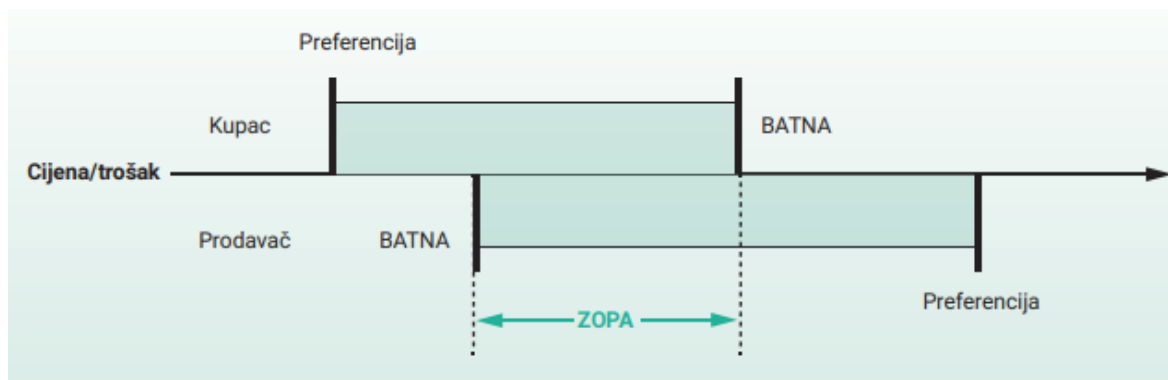 Preferencija
Kupac
BATNA
Cijena/trošak
Prodavač
BATNA
Preferencija
ZOPA